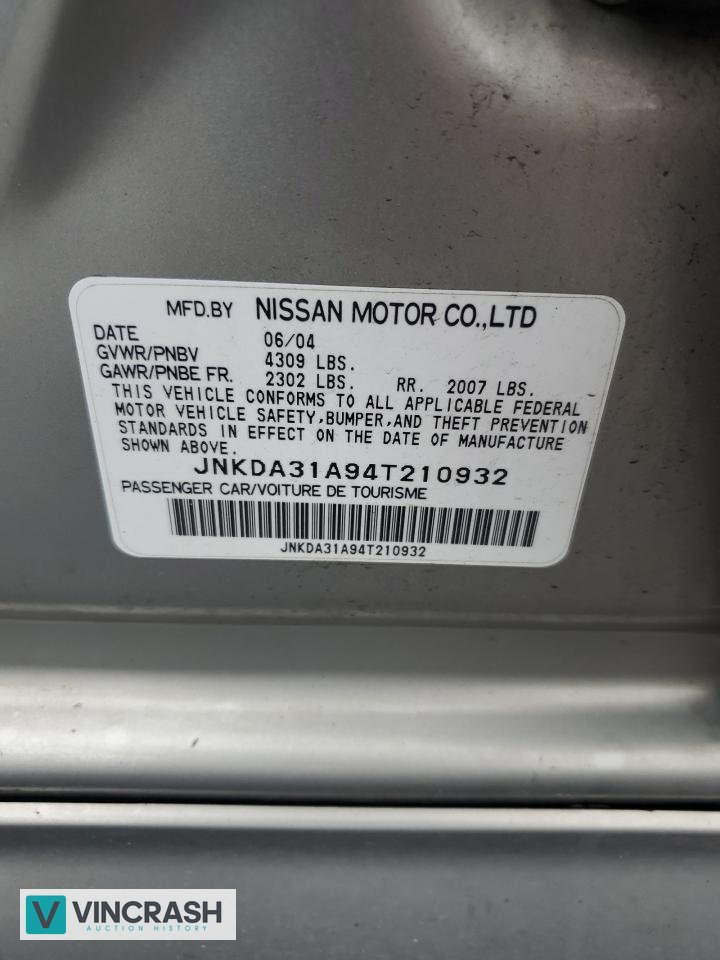 MFD.BY NISSAN MOTOR CO.,LTD
DATE 06/04
GVWR/PNBV 4309 LBS.
GAWR/PNBE FR. 2302 LBS. RR. 2007 LBS.
THIS VEHICLE CONFORMS TO ALL APPLICABLE FEDERAL
MOTOR VEHICLE SAFETY,BUMPER,AND THEFT PREVENTION
STANDARDS IN EFFECT ON THE DATE OF MANUFACTURE
SHOWN ABOVE.
JNKDA31A94T210932
PASSENGER CAR/VOITURE DE TOURISME
JNKDA31A94T210932
VINCRASH
AUCTION HISTORY